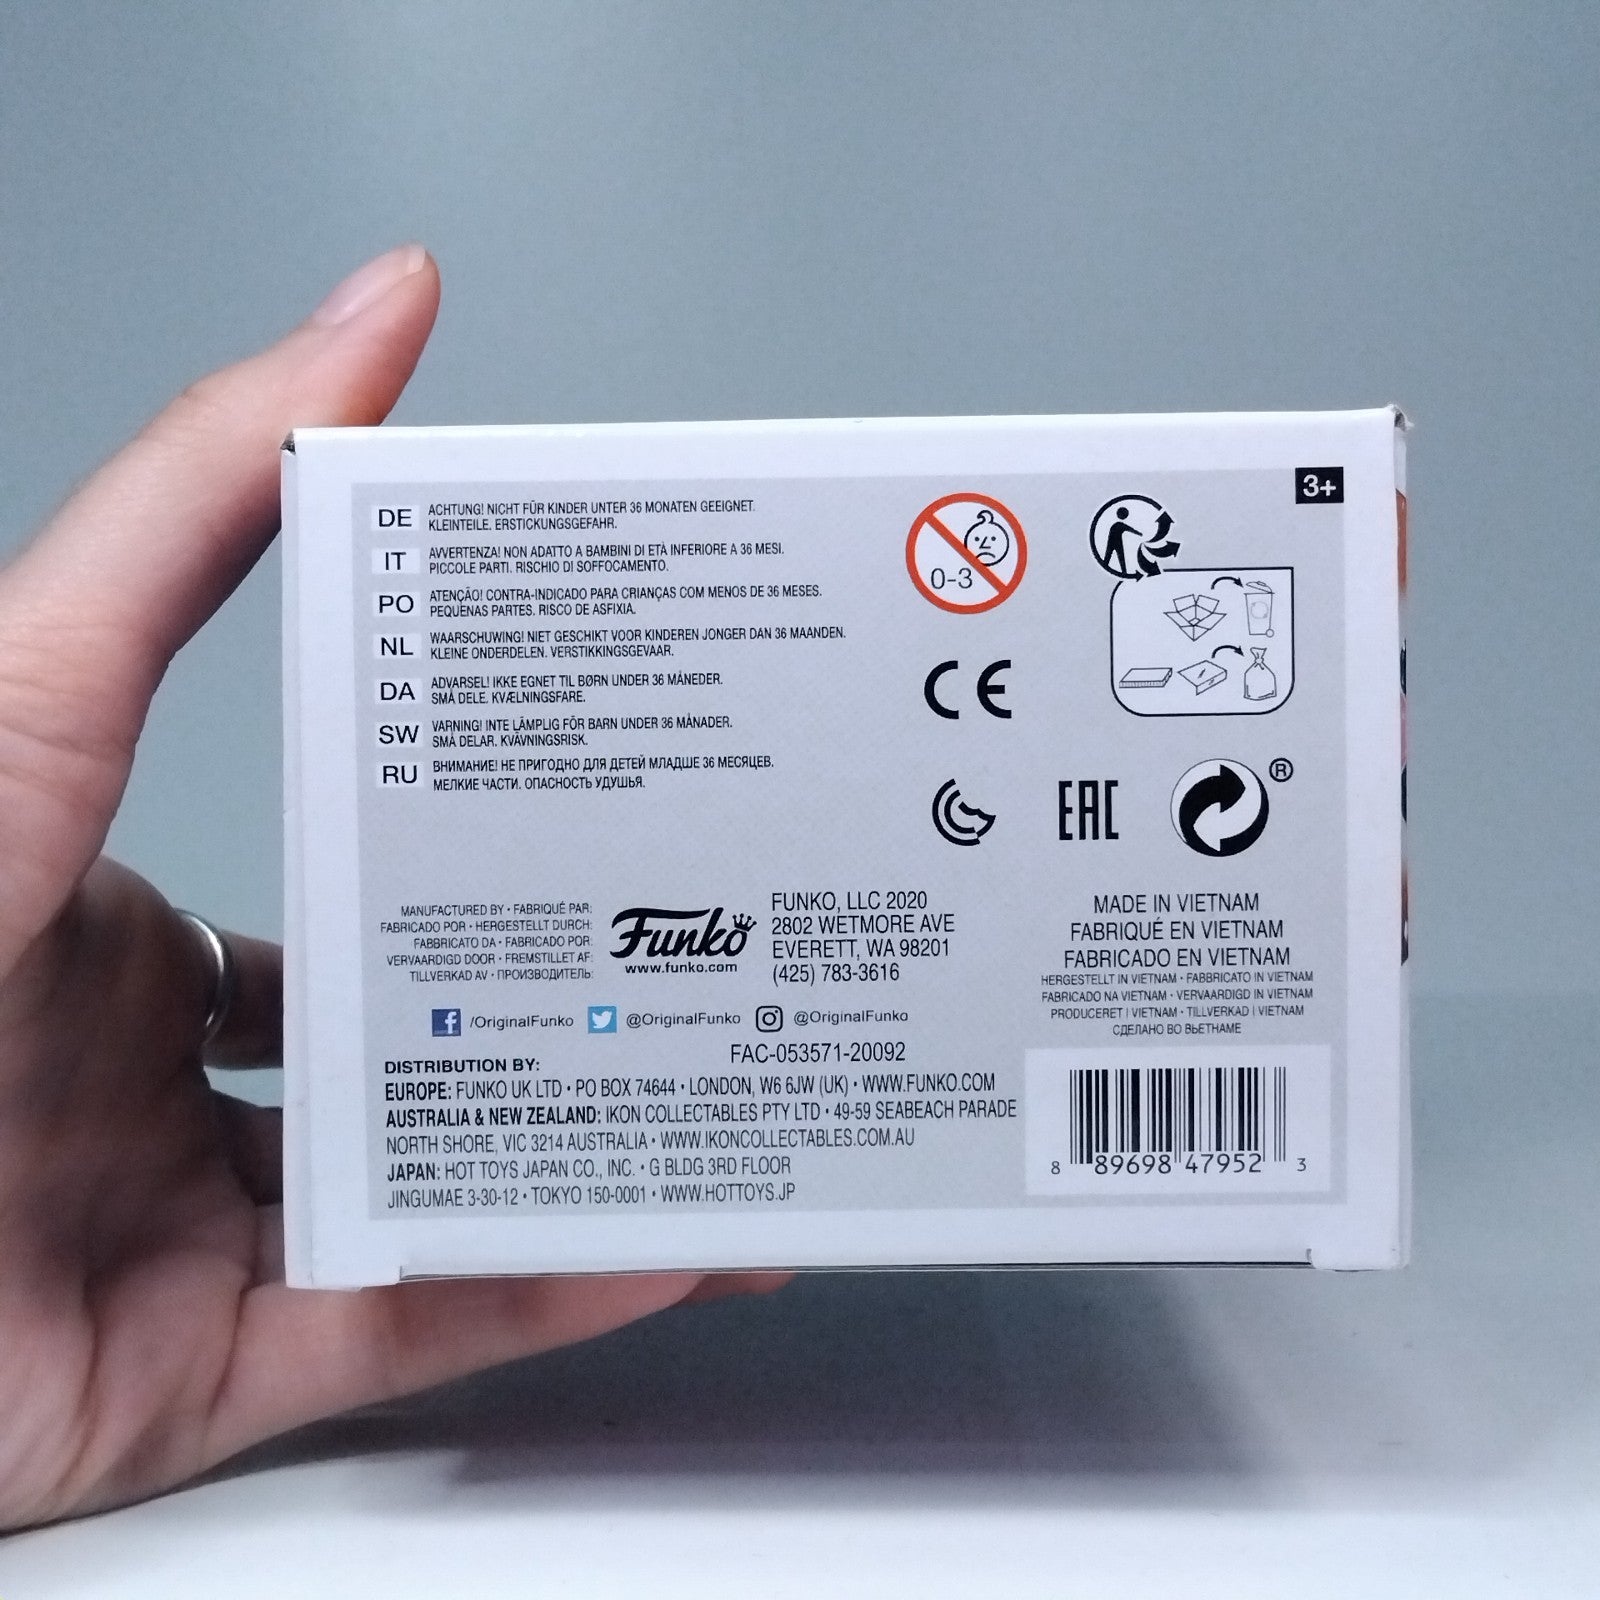 3+
DE
ACHTUNG! NICHT FÜR KINDER UNTER 36 MONATEN GEEIGNET.
KLEINTEILE. ERSTICKUNGSGEFAHR.
IT
AVVERTENZA! NON ADATTO A BAMBINI DI ETÀ INFERIORE A 36 MESI.
PICCOLE PARTI. RISCHIO DI SOFFOCAMENTO.
PO
ATENÇÃO! CONTRA-INDICADO PARA CRIANÇAS COM MENOS DE 36 MESES.
PEQUENAS PARTES. RISCO DE ASFIXIA.
NL
WAARSCHUWING! NIET GESCHIKT VOOR KINDEREN JONGER DAN 36 MAANDEN.
KLEINE ONDERDELEN. VERSTIKKINGSGEVAAR.
DA
ADVARSEL! IKKE EGNET TIL BØRN UNDER 36 MÅNEDER.
SMÅ DELE. KVÆLNINGSFARE.
SW
VARNING! INTE LÄMPLIG FÖR BARN UNDER 36 MÅNADER.
SMÅ DELAR. KVÄVNINGSRISK.
RU
ВНИМАНИЕ! НЕ ПРИГОДНО ДЛЯ ДЕТЕЙ МЛАДШЕ 36 МЕСЯЦЕВ.
МЕЛКИЕ ЧАСТИ. ОПАСНОСТЬ УДУШЬЯ.
0-3
CE
EAC
®
MANUFACTURED BY • FABRIQUÉ PAR:
FABRICADO POR • HERGESTELLT DURCH:
FABBRICATO DA • FABRICADO POR:
VERVAARDIGD DOOR • FREMSTILLET AF:
TILLVERKAD AV • ПРОИЗВОДИТЕЛЬ:
Funko
www.funko.com
FUNKO, LLC 2020
2802 WETMORE AVE
EVERETT, WA 98201
(425) 783-3616
MADE IN VIETNAM
FABRIQUÉ EN VIETNAM
FABRICADO EN VIETNAM
HERGESTELLT IN VIETNAM • FABBRICATO IN VIETNAM
FABRICADO NA VIETNAM • VERVAARDIGD IN VIETNAM
PRODUCERET I VIETNAM • TILLVERKAD I VIETNAM
СДЕЛАНО ВО ВЬЕТНАМЕ
f /OriginalFunko @OriginalFunko @OriginalFunko
FAC-053571-20092
DISTRIBUTION BY:
EUROPE: FUNKO UK LTD • PO BOX 74644 • LONDON, W6 6JW (UK) • WWW.FUNKO.COM
AUSTRALIA & NEW ZEALAND: IKON COLLECTABLES PTY LTD • 49-59 SEABEACH PARADE
NORTH SHORE, VIC 3214 AUSTRALIA • WWW.IKONCOLLECTABLES.COM.AU
JAPAN: HOT TOYS JAPAN CO., INC. • G BLDG 3RD FLOOR
JINGUMAE 3-30-12 • TOKYO 150-0001 • WWW.HOTTOYS.JP
8 89698 47952 3